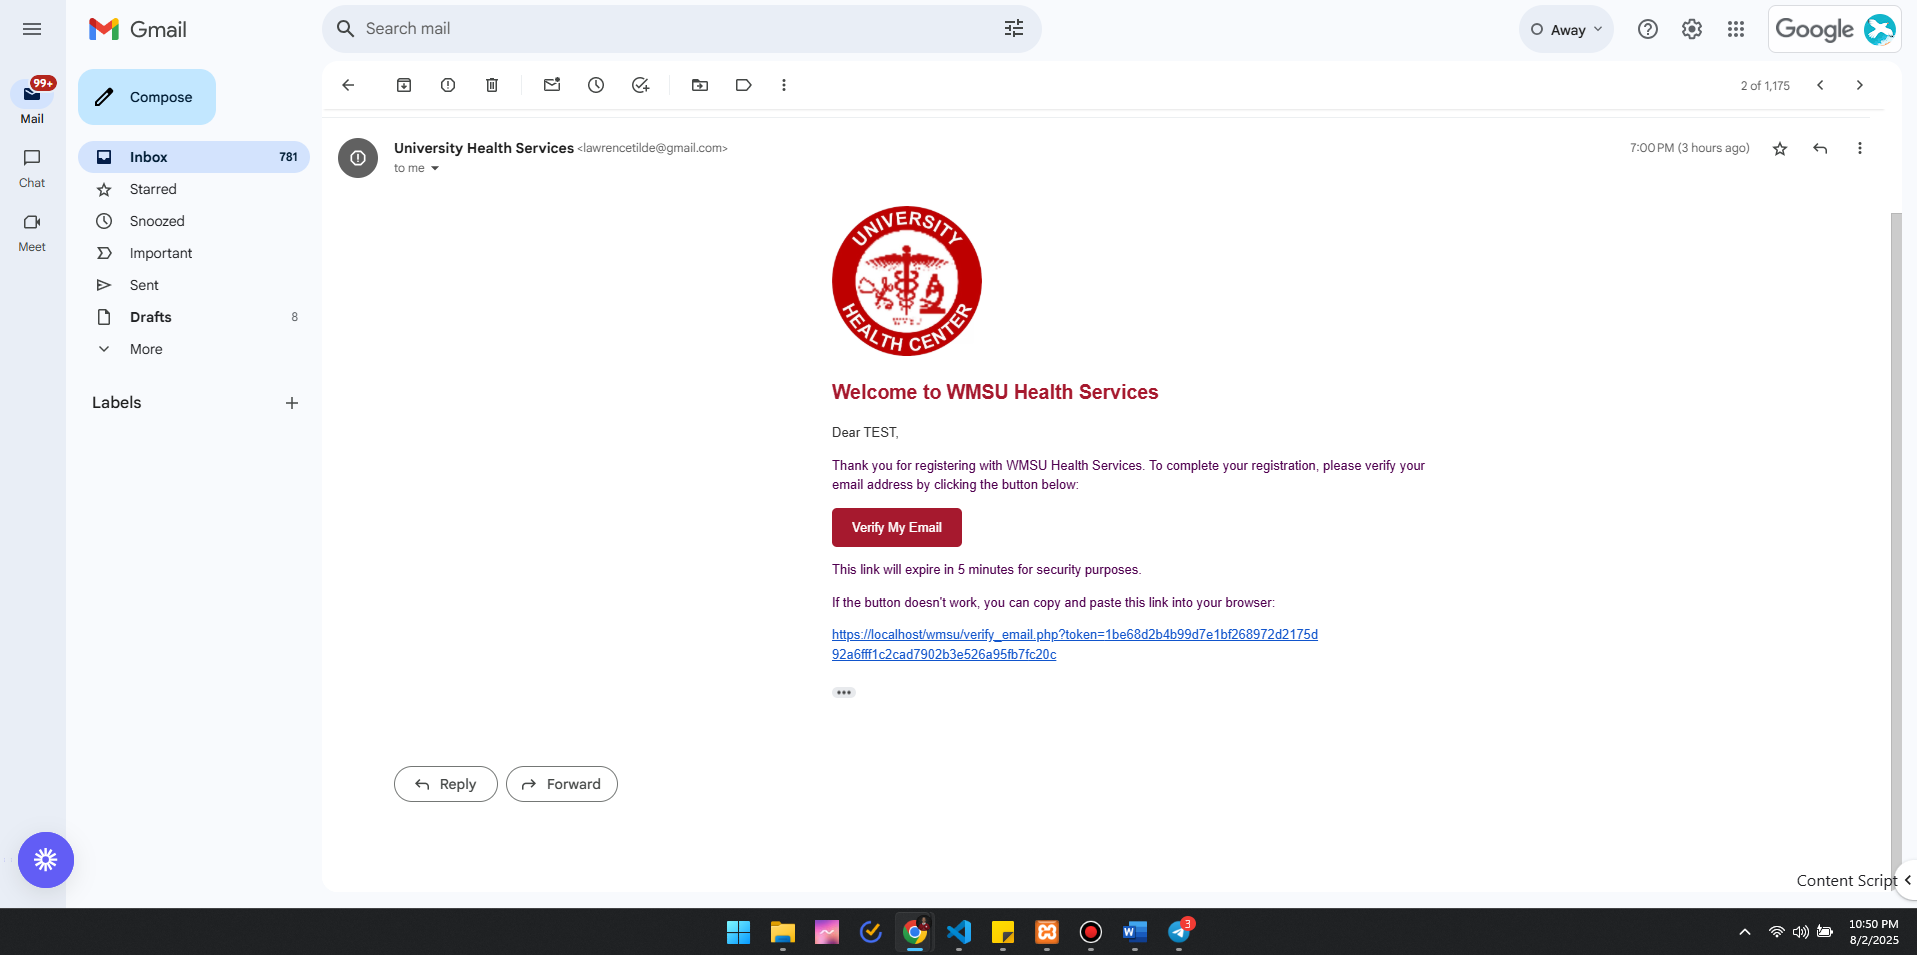 Gmail
Search mail
Away
Google
99+
Mail
Compose
2 of 1,175
Inbox 781
Chat
Starred
Snoozed
Meet
Important
Sent
Drafts 8
More
Labels
University Health Services <lawrencetilde@gmail.com>
7:00 PM (3 hours ago)
to me
UNIVERSITY
HEALTH CENTER
Welcome to WMSU Health Services
Dear TEST,
Thank you for registering with WMSU Health Services. To complete your registration, please verify your
email address by clicking the button below:
Verify My Email
This link will expire in 5 minutes for security purposes.
If the button doesn't work, you can copy and paste this link into your browser:
https://localhost/wmsu/verify_email.php?token=1be68d2b4b99d7e1bf268972d2175d
92a6fff1c2cad7902b3e526a95fb7fc20c
Reply
Forward
Content Script
W
3
10:50 PM
8/2/2025